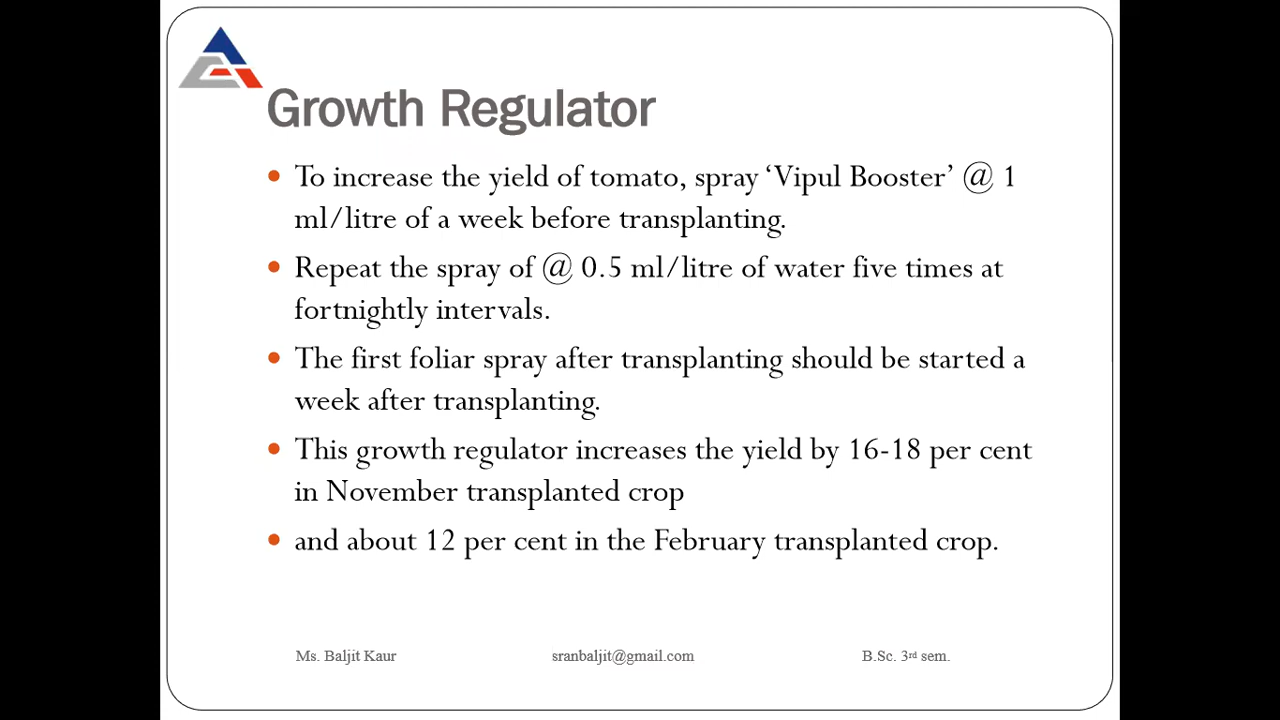 Growth Regulator
• To increase the yield of tomato, spray ‘Vipul Booster’ @ 1
ml/litre of a week before transplanting.
• Repeat the spray of @ 0.5 ml/litre of water five times at
fortnightly intervals.
• The first foliar spray after transplanting should be started a
week after transplanting.
• This growth regulator increases the yield by 16-18 per cent
in November transplanted crop
• and about 12 per cent in the February transplanted crop.
Ms. Baljit Kaur sranbaljit@gmail.com B.Sc. 3rd sem.